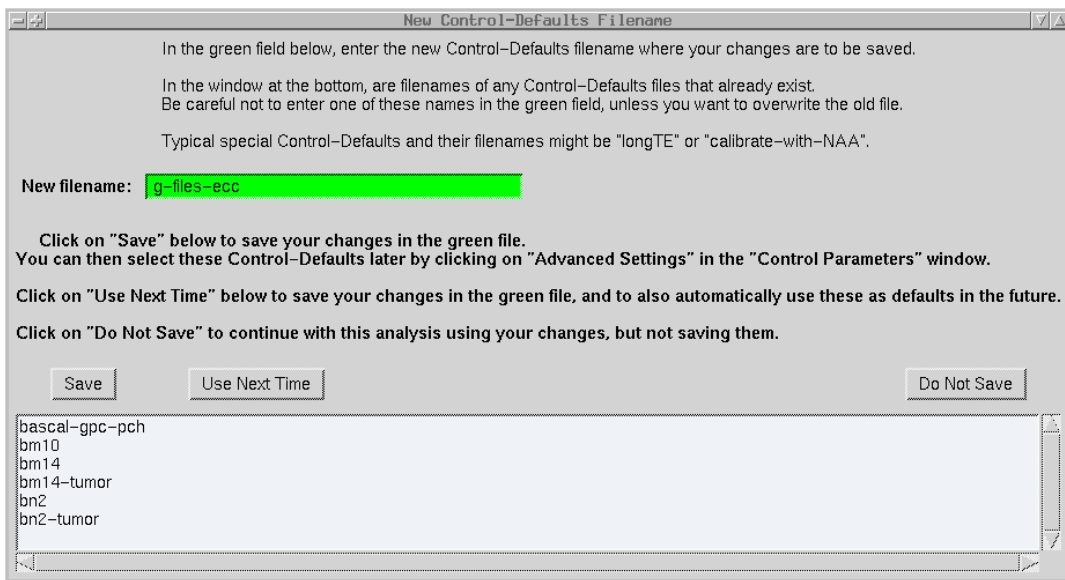 New Control-Defaults Filename
In the green field below, enter the new Control-Defaults filename where your changes are to be saved.
In the window at the bottom, are filenames of any Control-Defaults files that already exist.
Be careful not to enter one of these names in the green field, unless you want to overwrite the old file.
Typical special Control-Defaults and their filenames might be "longTE" or "calibrate-with-NAA".
New filename: g-files-ecc
Click on "Save" below to save your changes in the green file.
You can then select these Control-Defaults later by clicking on "Advanced Settings" in the "Control Parameters" window.
Click on "Use Next Time" below to save your changes in the green file, and to also automatically use these as defaults in the future.
Click on "Do Not Save" to continue with this analysis using your changes, but not saving them.
Save Use Next Time Do Not Save
bascal-gpc-pch
bm10
bm14
bm14-tumor
bn2
bn2-tumor